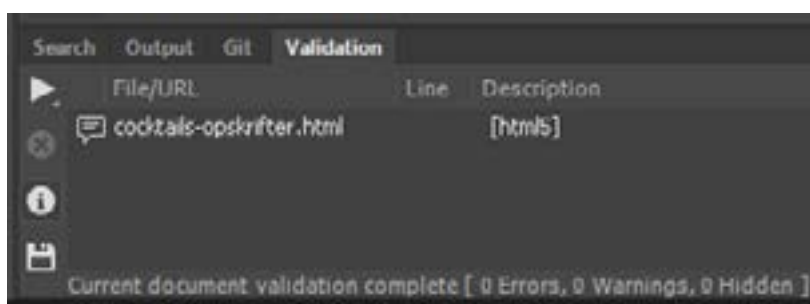 Search Output Git Validation
File/URL Line Description
cocktails-opskrifter.html [html5]
Current document validation complete [ 0 Errors, 0 Warnings, 0 Hidden ]